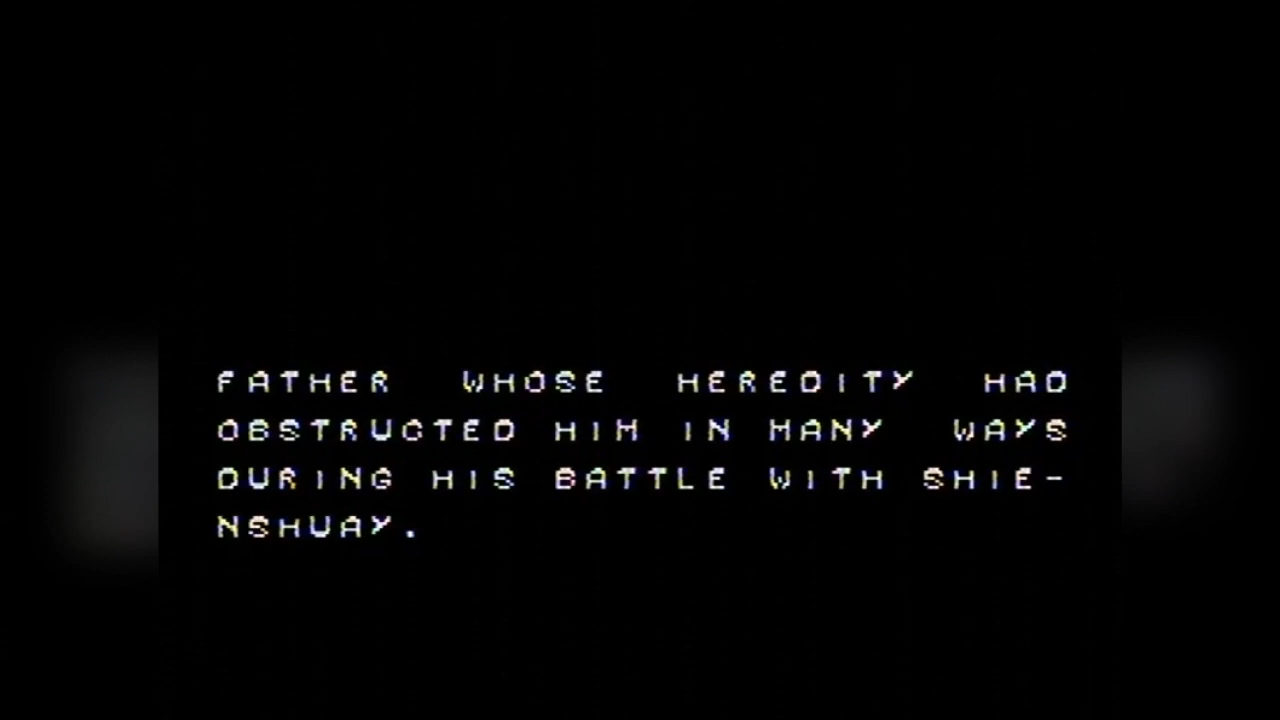 FATHER WHOSE HEREDITY HAD
OBSTRUCTED HIM IN MANY WAYS
DURING HIS BATTLE WITH SHIE-
NSHUAY.